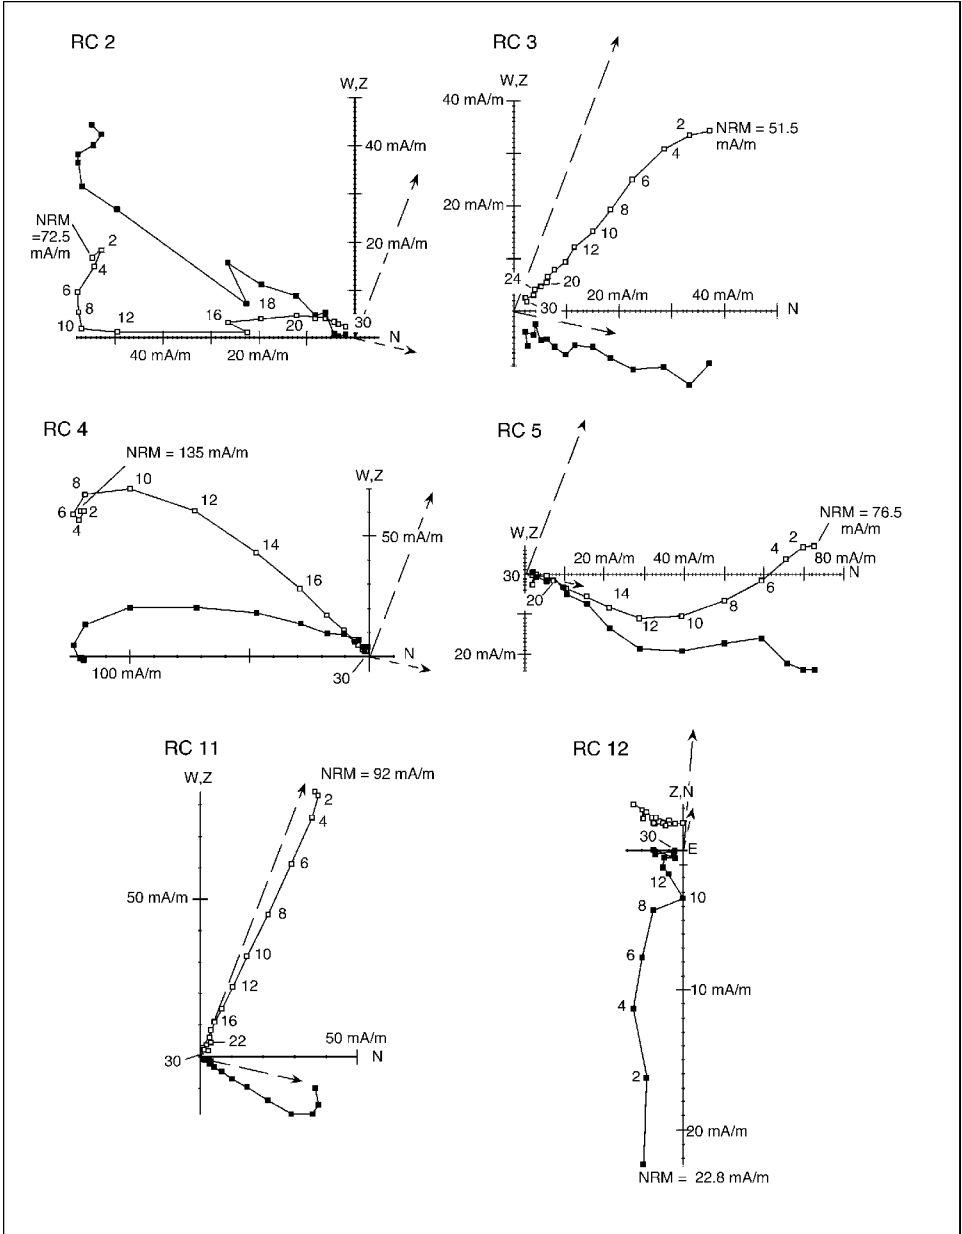 RC 2
W,Z
40 mA/m
NRM
=72.5
mA/m
2
4
20 mA/m
6
8
10
12
16
18
20
30
N
40 mA/m
20 mA/m
RC 3
W,Z
40 mA/m
2
NRM = 51.5
mA/m
4
6
20 mA/m
8
10
12
24
20
20 mA/m
40 mA/m
30
N
RC 4
NRM = 135 mA/m
W,Z
8
10
6
2
4
12
50 mA/m
14
16
N
100 mA/m
30
RC 5
NRM = 76.5
mA/m
W,Z
2
4
20 mA/m
40 mA/m
80 mA/m
N
30
6
20
14
12
10
8
20 mA/m
RC 11
NRM = 92 mA/m
W,Z
2
4
6
50 mA/m
8
10
12
16
22
50 mA/m
30
N
RC 12
Z,N
30
E
12
10
8
6
10 mA/m
4
2
20 mA/m
NRM = 22.8 mA/m